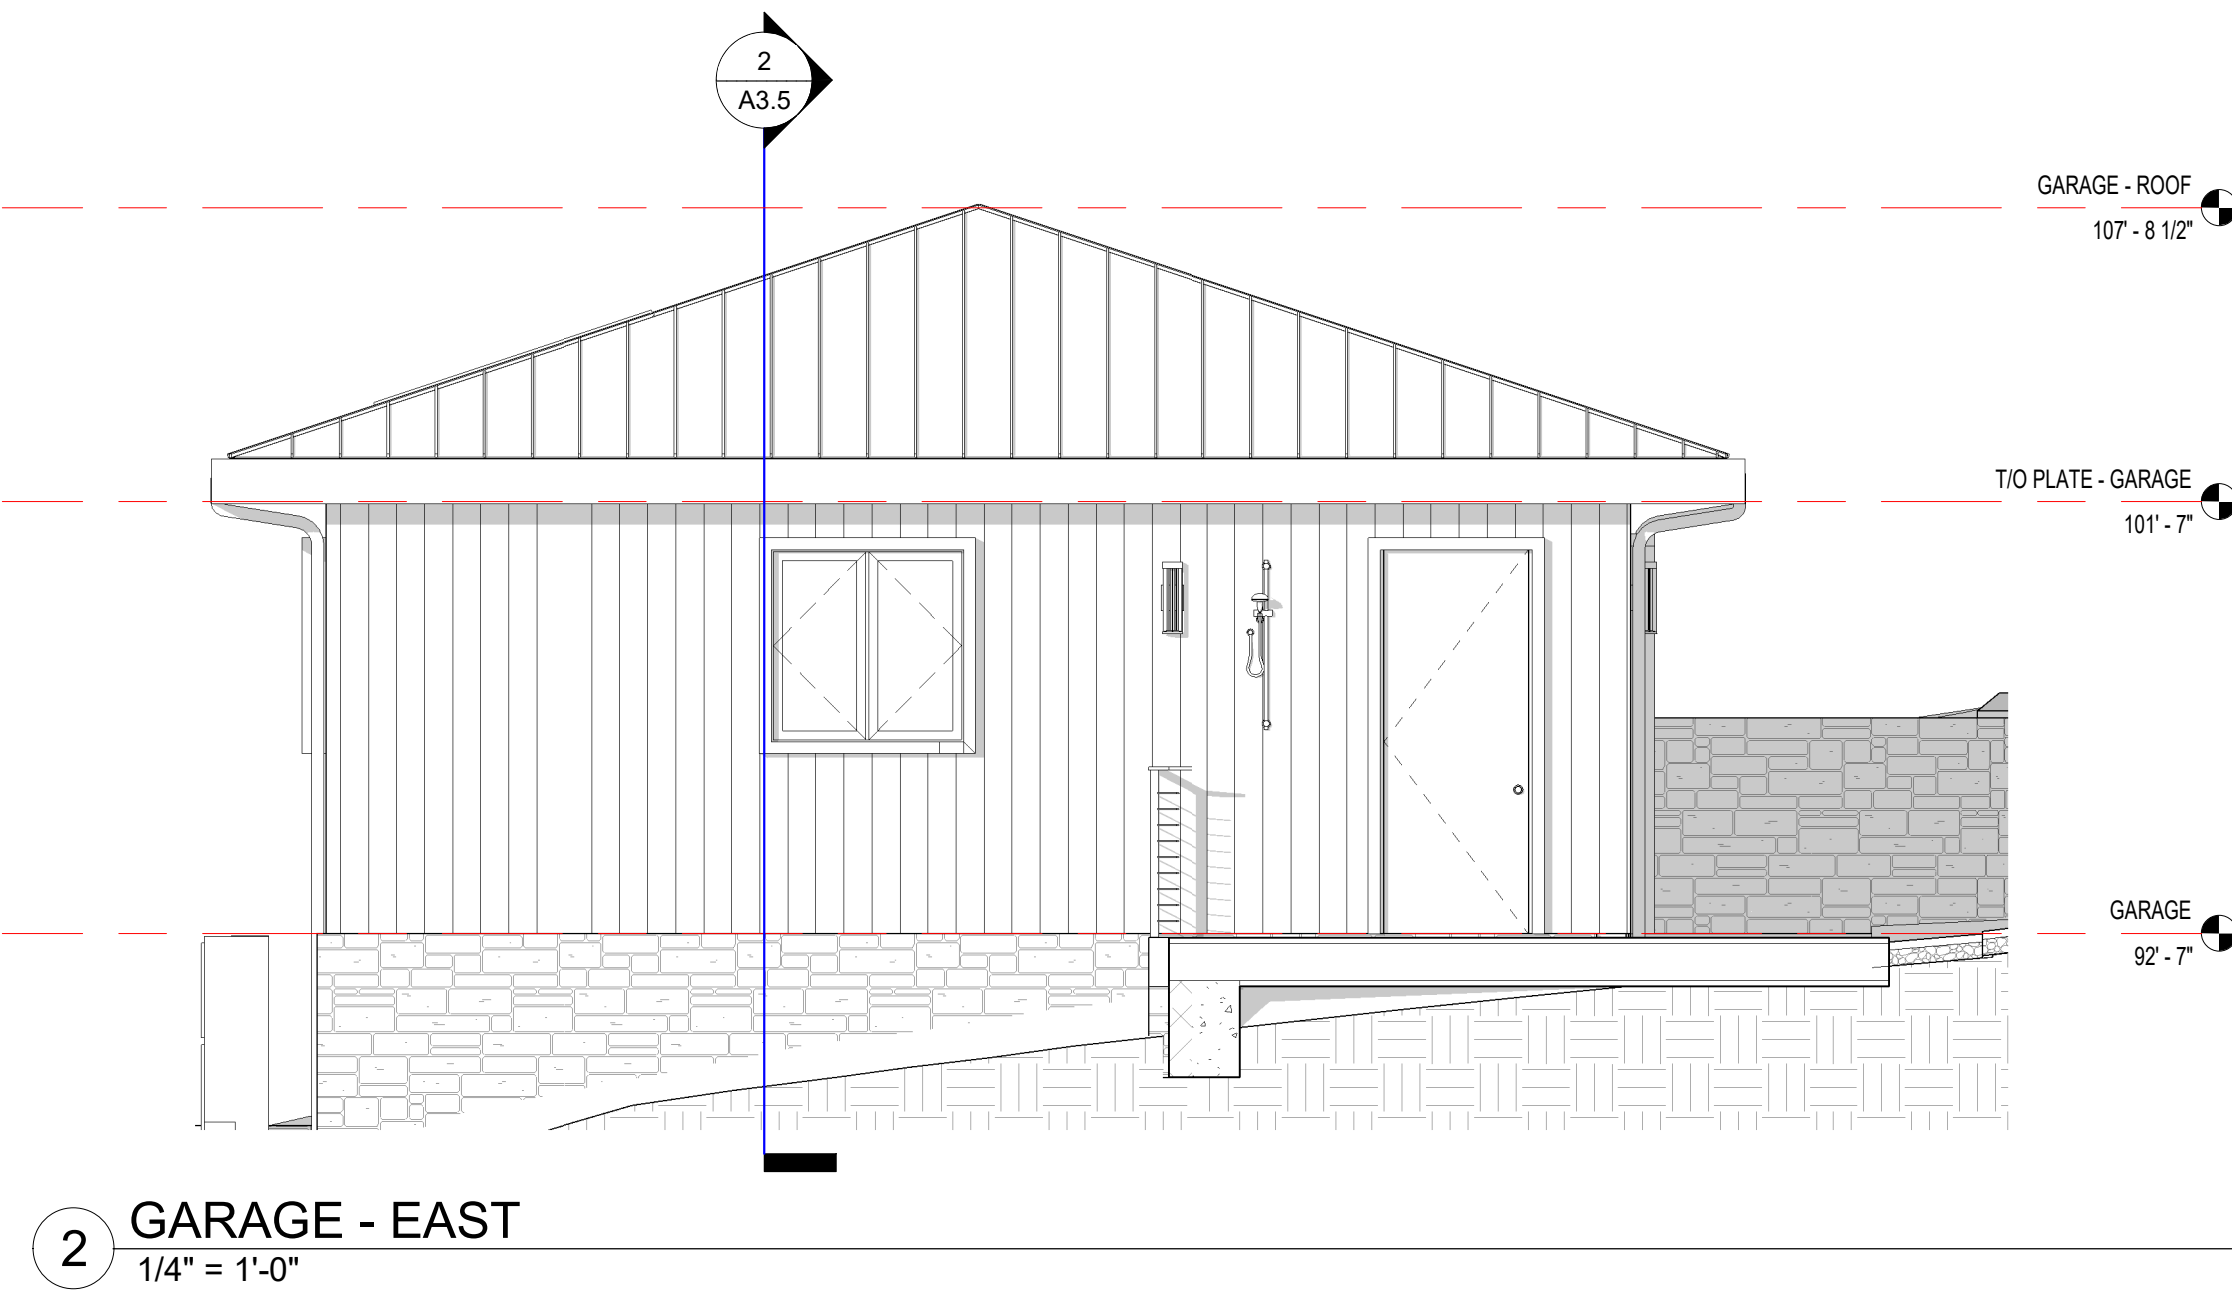 2
A3.5
GARAGE - ROOF
107' - 8 1/2"
T/O PLATE - GARAGE
101' - 7"
GARAGE
92' - 7"
2
GARAGE - EAST
1/4" = 1'-0"